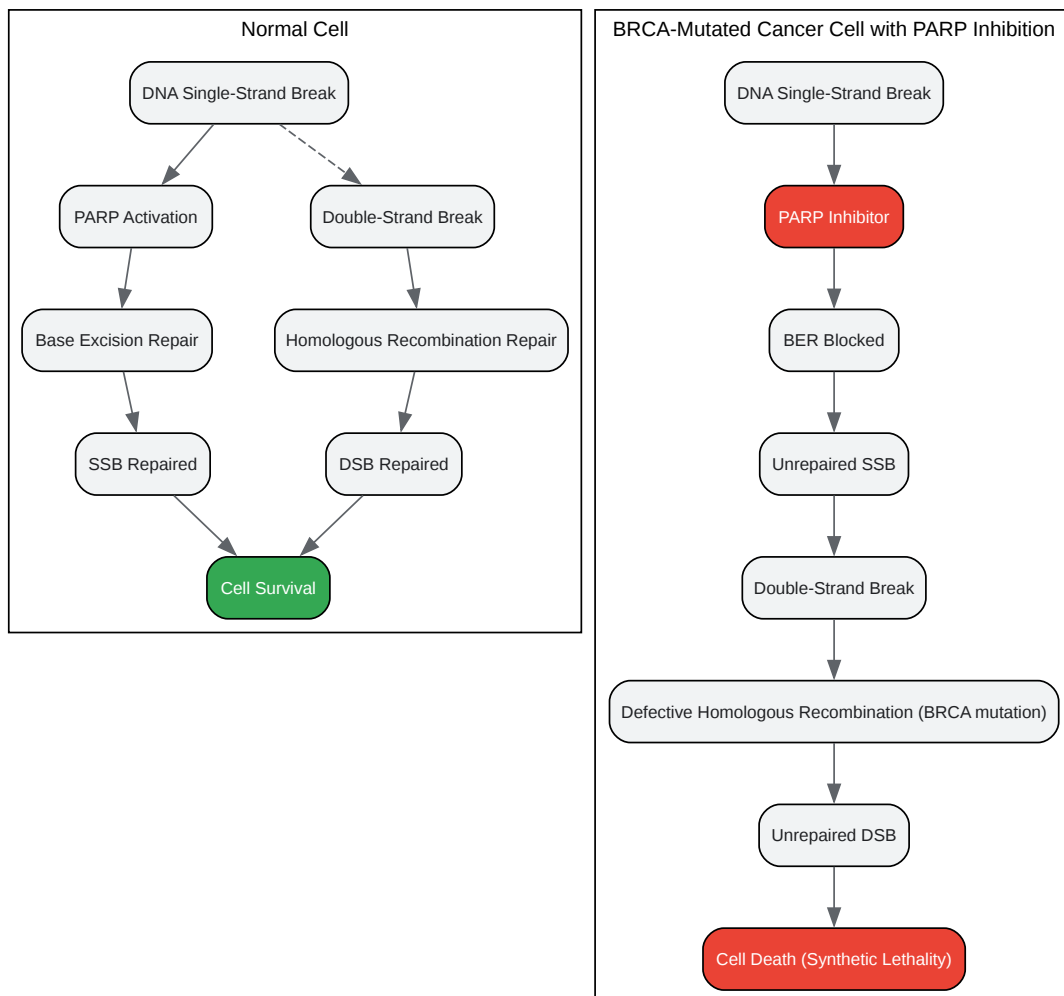 Normal Cell
DNA Single-Strand Break
PARP Activation
Double-Strand Break
Base Excision Repair
Homologous Recombination Repair
SSB Repaired
DSB Repaired
Cell Survival
BRCA-Mutated Cancer Cell with PARP Inhibition
DNA Single-Strand Break
PARP Inhibitor
BER Blocked
Unrepaired SSB
Double-Strand Break
Defective Homologous Recombination (BRCA mutation)
Unrepaired DSB
Cell Death (Synthetic Lethality)